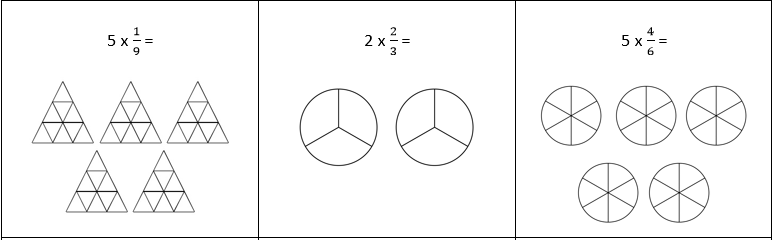 5 x 1/9 =
2 x 2/3 =
5 x 4/6 =